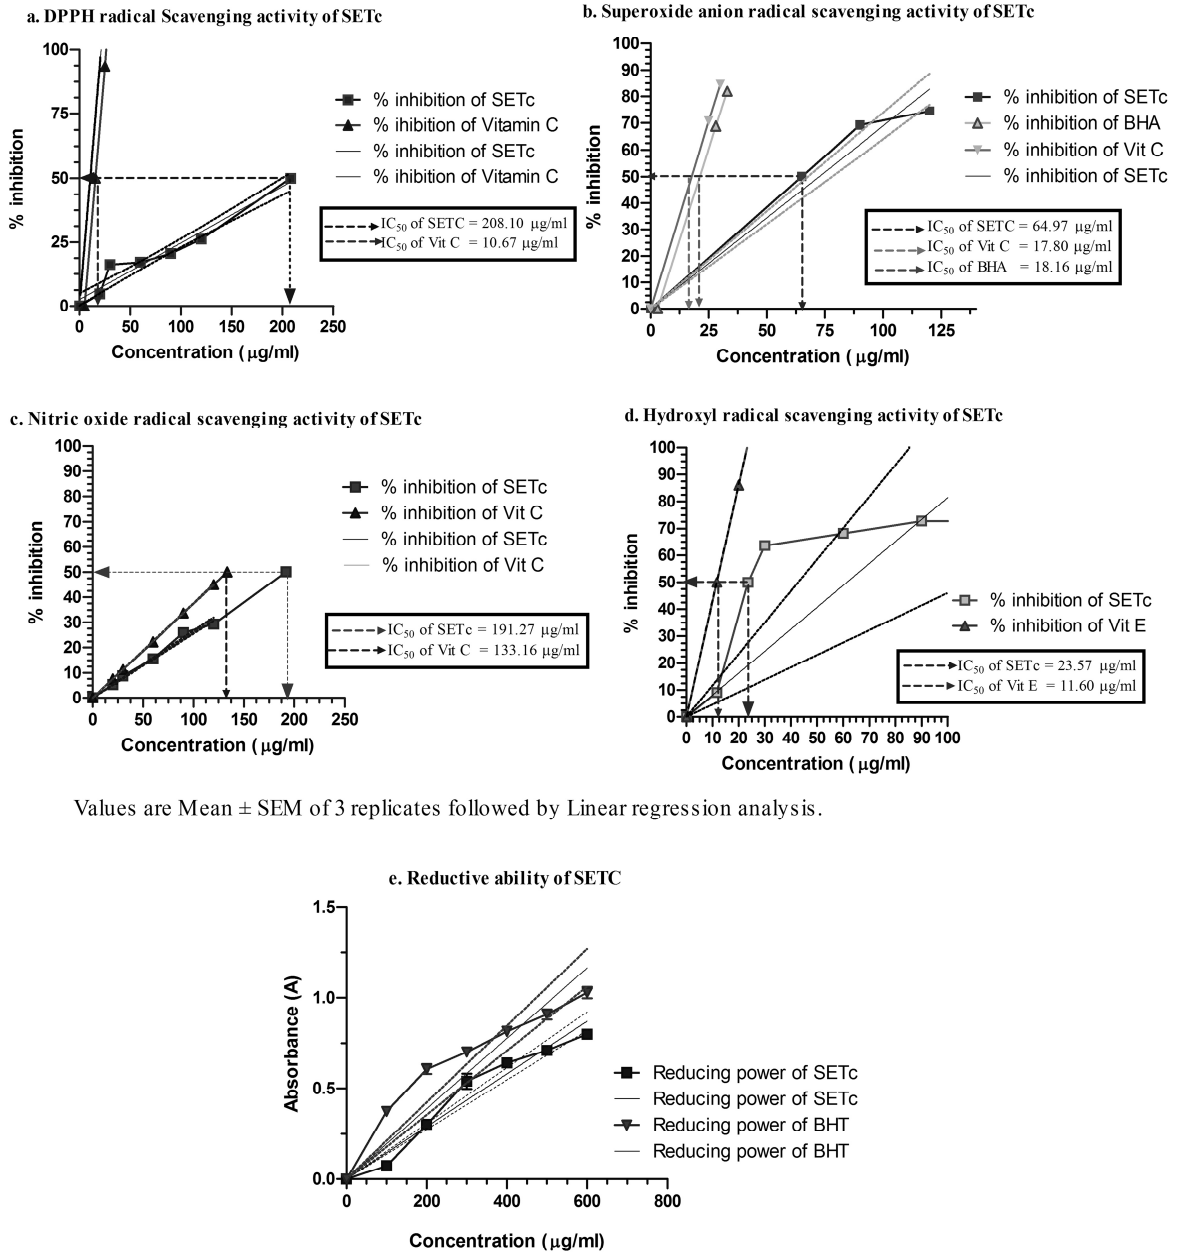 a. DPPH radical Scavenging activity of SETc
100
75
50
25
0
% inhibition
0 50 100 150 200 250
Concentration ( µg/ml)
% inhibition of SETc
% ihibition of Vitamin C
% inhibition of SETc
% ihibition of Vitamin C
IC50 of SETC = 208.10 µg/ml
IC50 of Vit C = 10.67 µg/ml
b. Superoxide anion radical scavenging activity of SETc
100
90
80
70
60
50
40
30
20
10
0
% inhibition
0 25 50 75 100 125
Concentration ( µg/ml)
% inhibition of SETc
% inhibition of BHA
% inhibition of Vit C
% inhibition of SETc
IC50 of SETC = 64.97 µg/ml
IC50 of Vit C = 17.80 µg/ml
IC50 of BHA = 18.16 µg/ml
c. Nitric oxide radical scavenging activity of SETc
100
90
80
70
60
50
40
30
20
10
0
% inhibition
0 50 100 150 200 250
Concentration ( µg/ml)
% inhibition of SETc
% inhibition of Vit C
% inhibition of SETc
% inhibition of Vit C
IC50 of SETc = 191.27 µg/ml
IC50 of Vit C = 133.16 µg/ml
d. Hydroxyl radical scavenging activity of SETc
100
90
80
70
60
50
40
30
20
10
0
% inhibition
0 10 20 30 40 50 60 70 80 90 100
Concentration ( µg/ml)
% inhibition of SETc
% inhibition of Vit E
IC50 of SETc = 23.57 µg/ml
IC50 of Vit E = 11.60 µg/ml
Values are Mean ± SEM of 3 replicates followed by Linear regression analysis.
e. Reductive ability of SETC
1.5
1.0
0.5
0.0
Absorbance (A)
0 200 400 600 800
Concentration (µg/ml)
Reducing power of SETc
Reducing power of SETc
Reducing power of BHT
Reducing power of BHT